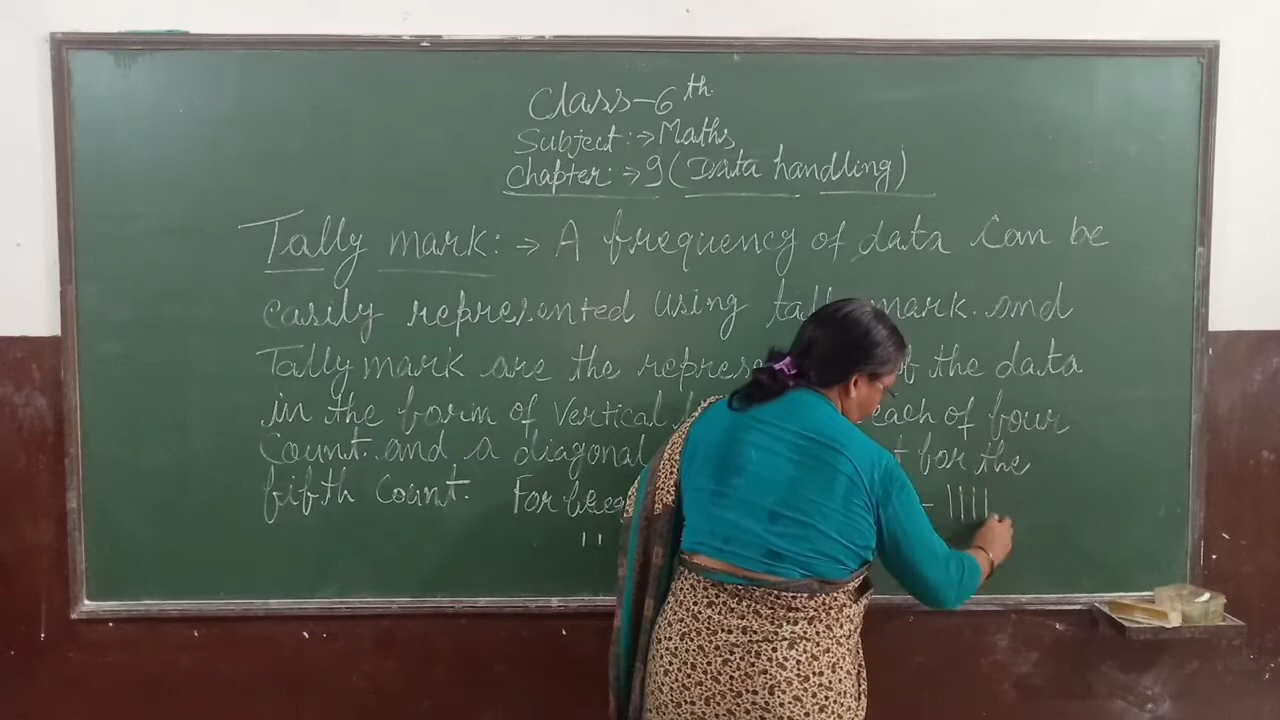 Class-6th
Subject:→Maths
Chapter:→9 (Data handling)
Tally mark:→ A frequency of data can be
easily represented using mark. and
Tally mark are the of the data
in the form of vertical each of four
count. and a diagonal for the
fifth count. For - ||||
"